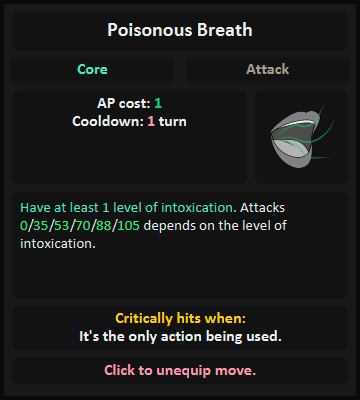 Poisonous Breath
Core
Attack
AP cost: 1
Cooldown: 1 turn
Have at least 1 level of intoxication. Attacks
0/35/53/70/88/105 depends on the level of
intoxication.
Critically hits when:
It's the only action being used.
Click to unequip move.